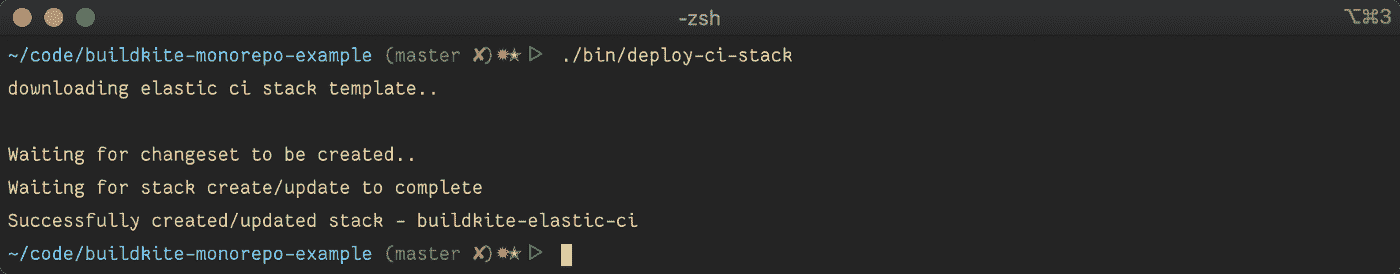 -zsh
⌥⌘3
~/code/buildkite-monorepo-example (master ✘)✹✭ ▷ ./bin/deploy-ci-stack
downloading elastic ci stack template..
Waiting for changeset to be created..
Waiting for stack create/update to complete
Successfully created/updated stack - buildkite-elastic-ci
~/code/buildkite-monorepo-example (master ✘)✹✭ ▷